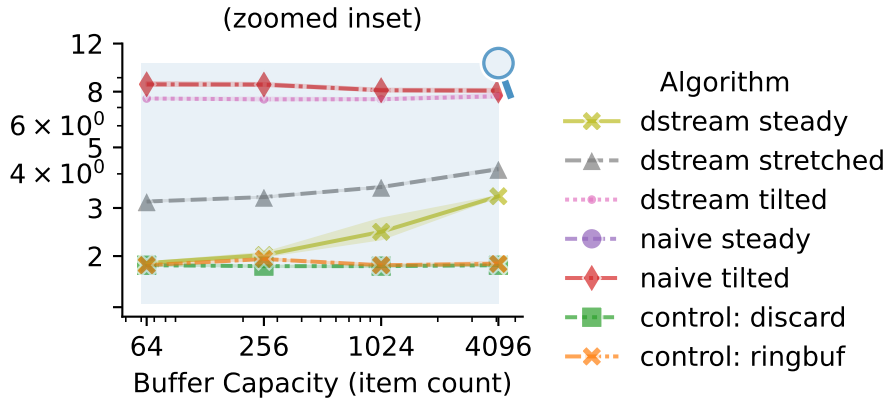 (zoomed inset)
12
8
6 × 10⁰
5
4 × 10⁰
3
2
64 256 1024 4096
Buffer Capacity (item count)
Algorithm
dstream steady
dstream stretched
dstream tilted
naive steady
naive tilted
control: discard
control: ringbuf